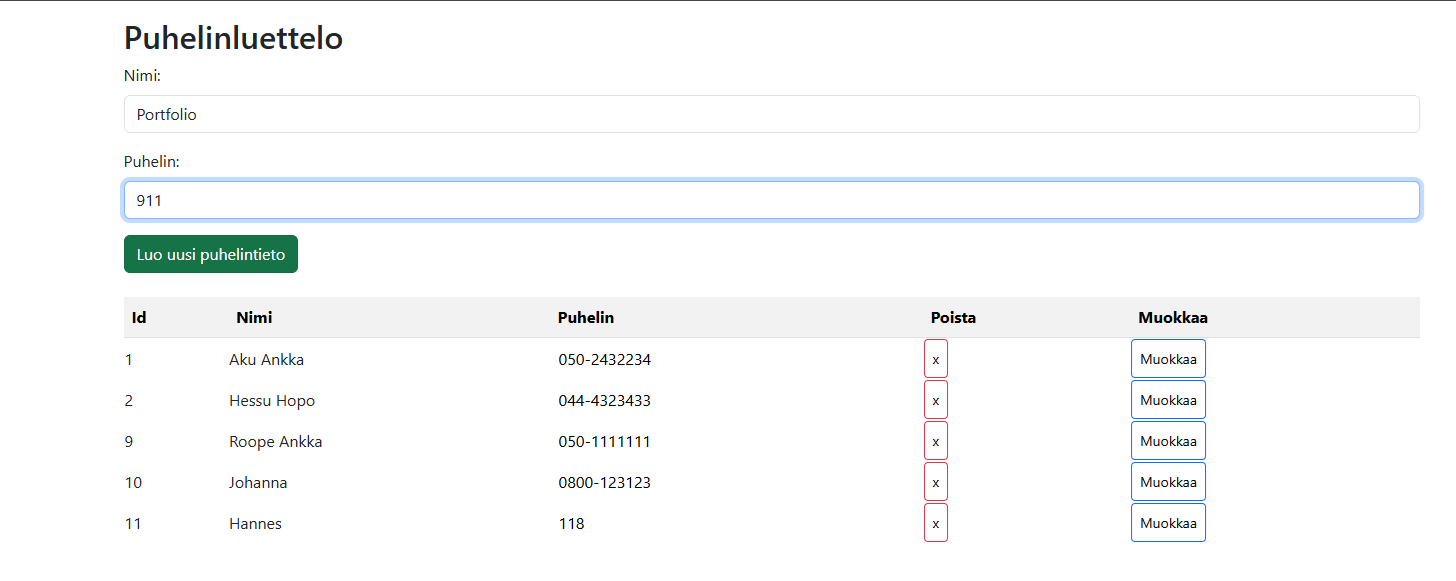 Puhelinluettelo
Nimi:
Portfolio
Puhelin:
911
Luo uusi puhelintieto
Id Nimi Puhelin Poista Muokkaa
1 Aku Ankka 050-2432234 x Muokkaa
2 Hessu Hopo 044-4323433 x Muokkaa
9 Roope Ankka 050-1111111 x Muokkaa
10 Johanna 0800-123123 x Muokkaa
11 Hannes 118 x Muokkaa